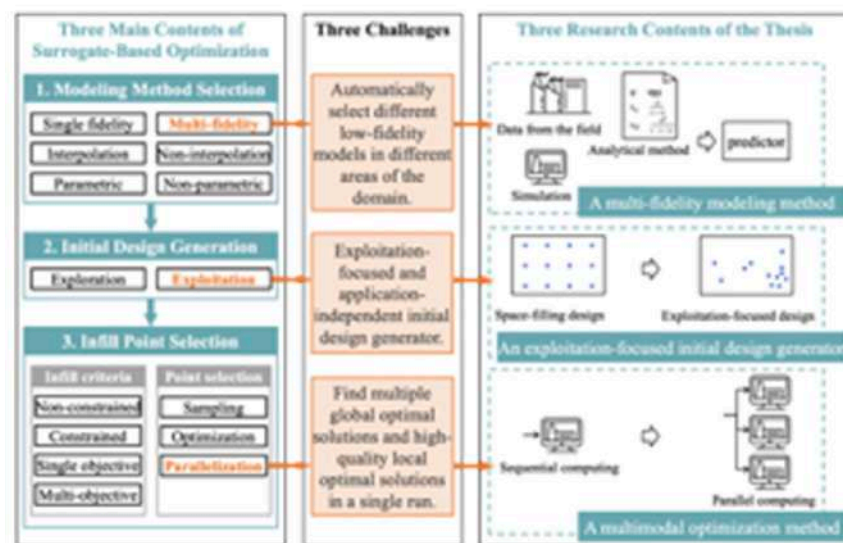 Three Main Contents of
Surrogate-Based Optimization
1. Modeling Method Selection
Single fidelity
Multi-fidelity
Interpolation
Non-interpolation
Parametric
Non-parametric
2. Initial Design Generation
Exploration
Exploitation
3. Infill Point Selection
Infill criteria
Point selection
Non-constrained
Sampling
Constrained
Optimization
Single objective
Parallelization
Multi-objective
Three Challenges
Automatically
select different
low-fidelity
models in different
areas of the
domain.
Exploitation-
focused and
application-
independent initial
design generator.
Find multiple
global optimal
solutions and high-
quality local
optimal solutions
in a single run.
Three Research Contents of the Thesis
Data from the field
Analytical method
predictor
Simulation
A multi-fidelity modeling method
Space-filling design
Exploitation-focused design
An exploitation-focused initial design generator
Sequential computing
Parallel computing
A multimodal optimization method